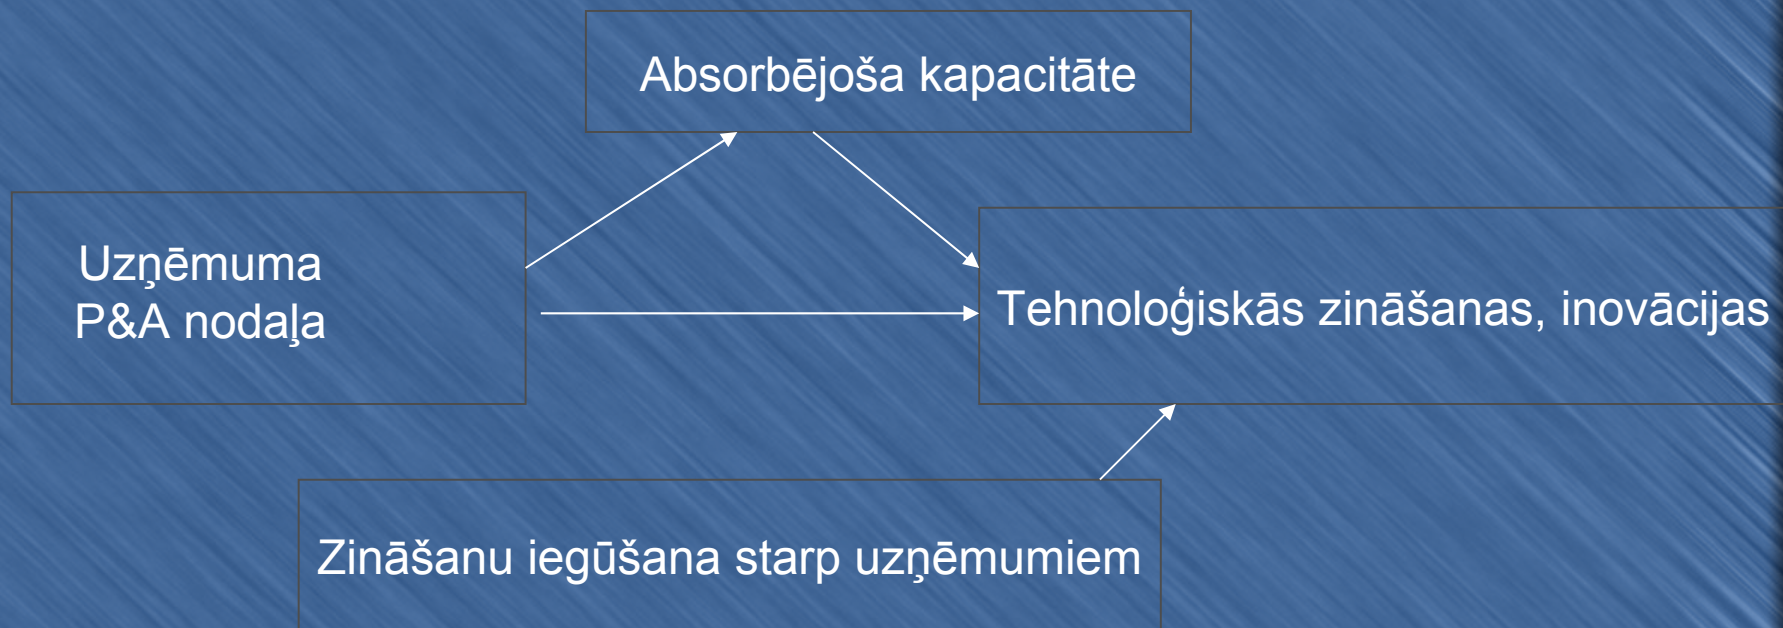 Absorbējoša kapacitāte
Uzņēmuma
P&A nodaļa
Tehnoloģiskās zināšanas, inovācijas
Zināšanu iegūšana starp uzņēmumiem